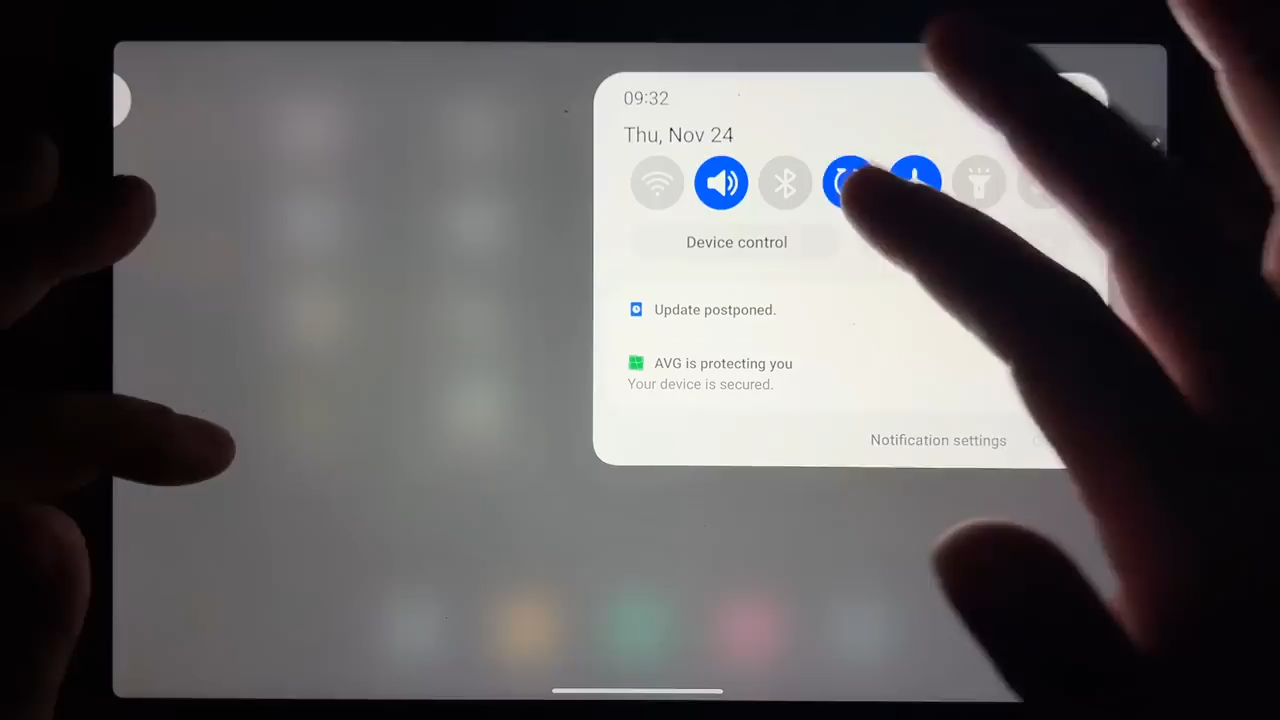 09:32
Thu, Nov 24
Device control
Update postponed.
AVG is protecting you
Your device is secured.
Notification settings